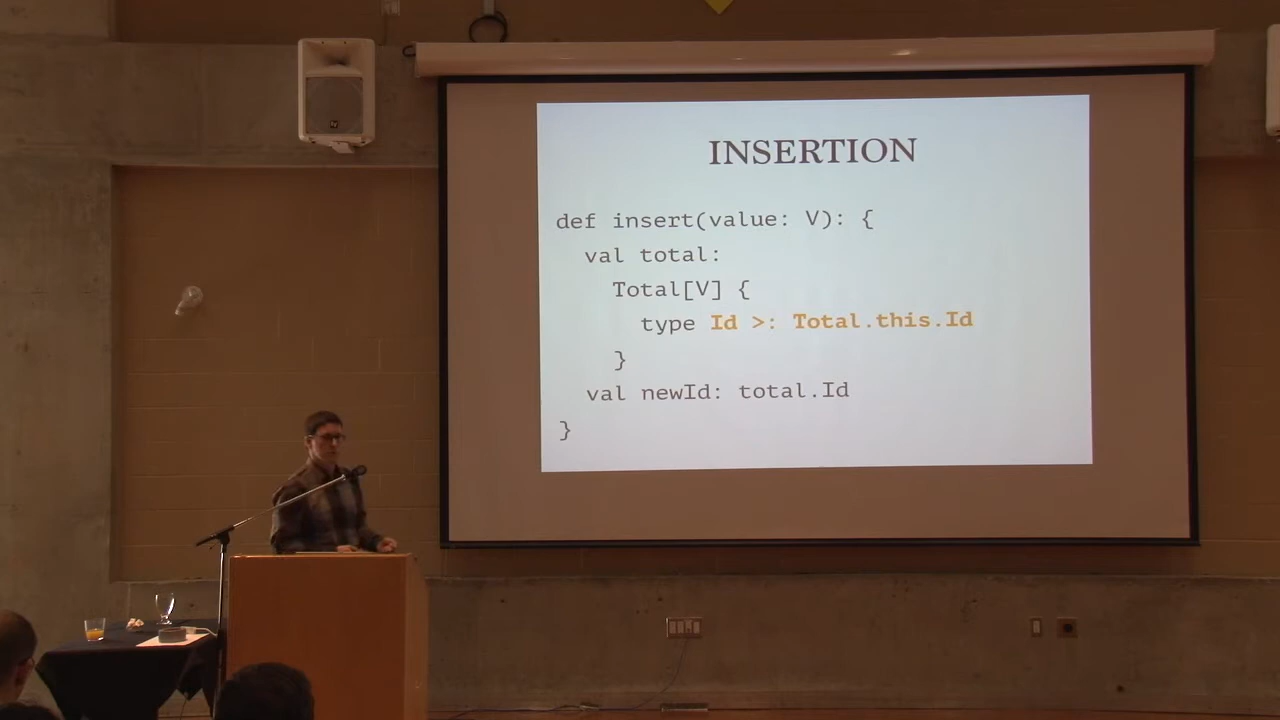 INSERTION
def insert(value: V): {
val total:
Total[V] {
type Id >: Total.this.Id
}
val newId: total.Id
}